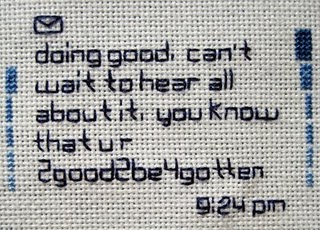 doing good, can't
wait to hear all
about it, you know
that u r
2good2be4gotten
9:24 pm